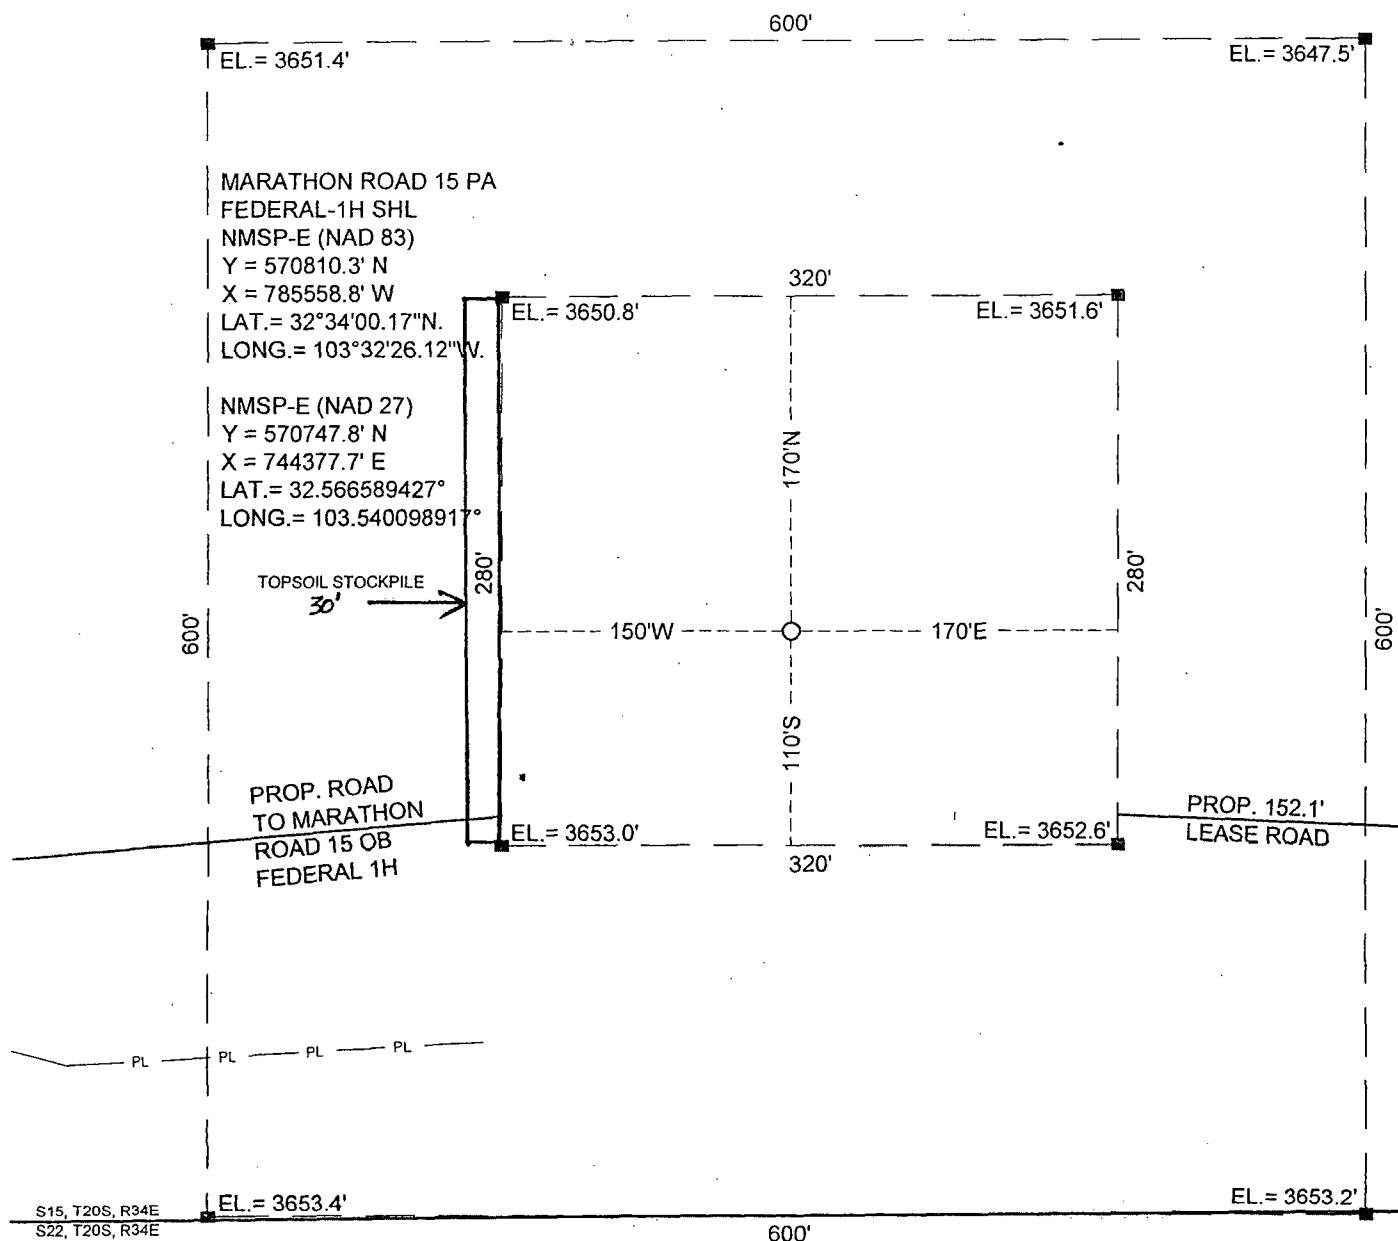 600'
EL.= 3651.4'
EL.= 3647.5'
MARATHON ROAD 15 PA
FEDERAL-1H SHL
NMSP-E (NAD 83)
Y = 570810.3' N
X = 785558.8' W
LAT.= 32°34'00.17"N.
LONG.= 103°32'26.12"W.
NMSP-E (NAD 27)
Y = 570747.8' N
X = 744377.7' E
LAT.= 32.566589427°
LONG.= 103.540098917°
320'
EL.= 3650.8'
EL.= 3651.6'
170'N
280'
280'
TOPSOIL STOCKPILE
30'
600'
150'W
170'E
600'
110'S
PROP. ROAD
TO MARATHON
ROAD 15 OB
FEDERAL 1H
EL.= 3653.0'
EL.= 3652.6'
320'
PROP. 152.1'
LEASE ROAD
PL PL PL PL
S15, T20S, R34E
S22, T20S, R34E
EL.= 3653.4'
EL.= 3653.2'
600'